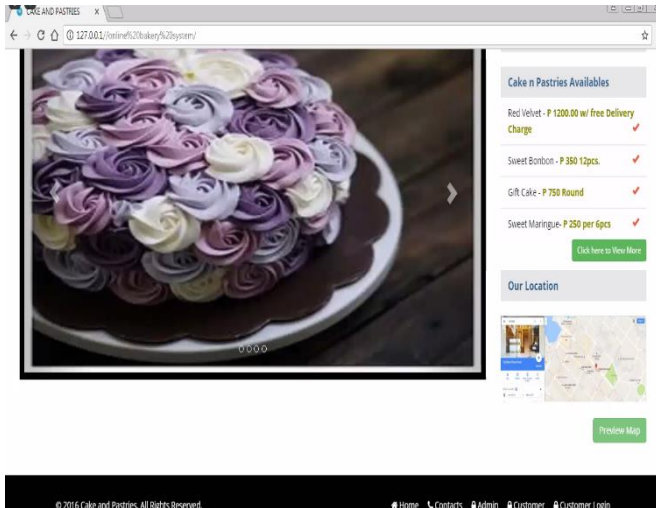 CAKE AND PASTRIES
127.0.0.1//online%20bakery%20system/
Cake n Pastries Availables
Red Velvet - P 1200.00 w/ free Delivery
Charge
Sweet Bonbon - P 350 12pcs.
Gift Cake - P 750 Round
Sweet Maringue- P 250 per 6pcs
Click here to View More
Our Location
Preview Map
© 2016 Cake and Pastries. All Rights Reserved.
Home Contacts Admin Customer Customer Login